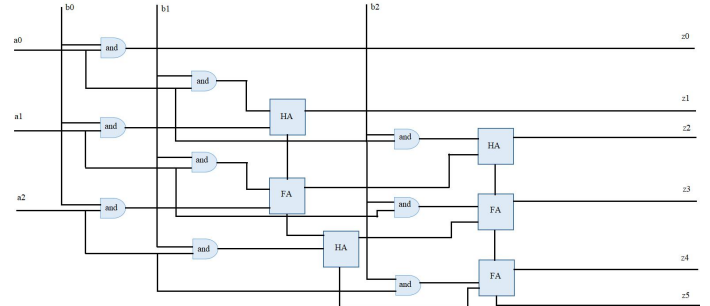 b0 b1 b2
a0 and z0
and
z1
HA
a1 and z2
and HA
and
FA
a2 z3
and and FA
HA
and z4
FA
and
z5